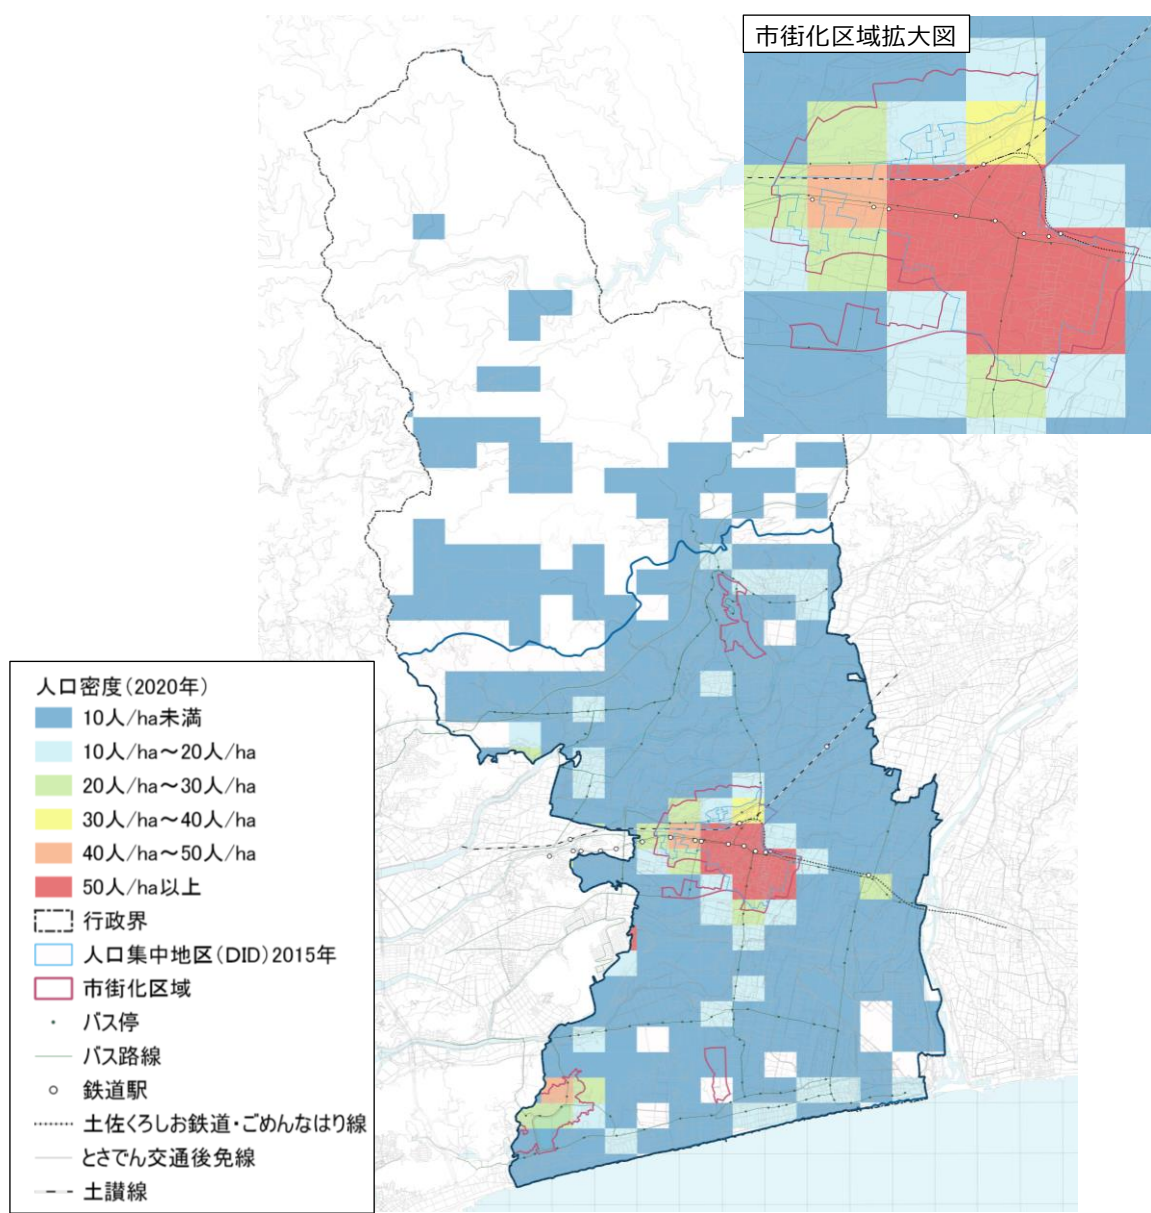 市街化区域拡大図
人口密度(2020年)
10人/ha未満
10人/ha～20人/ha
20人/ha～30人/ha
30人/ha～40人/ha
40人/ha～50人/ha
50人/ha以上
行政界
人口集中地区(DID)2015年
市街化区域
バス停
バス路線
鉄道駅
土佐くろしお鉄道・ごめんなはり線
とさでん交通後免線
土讃線